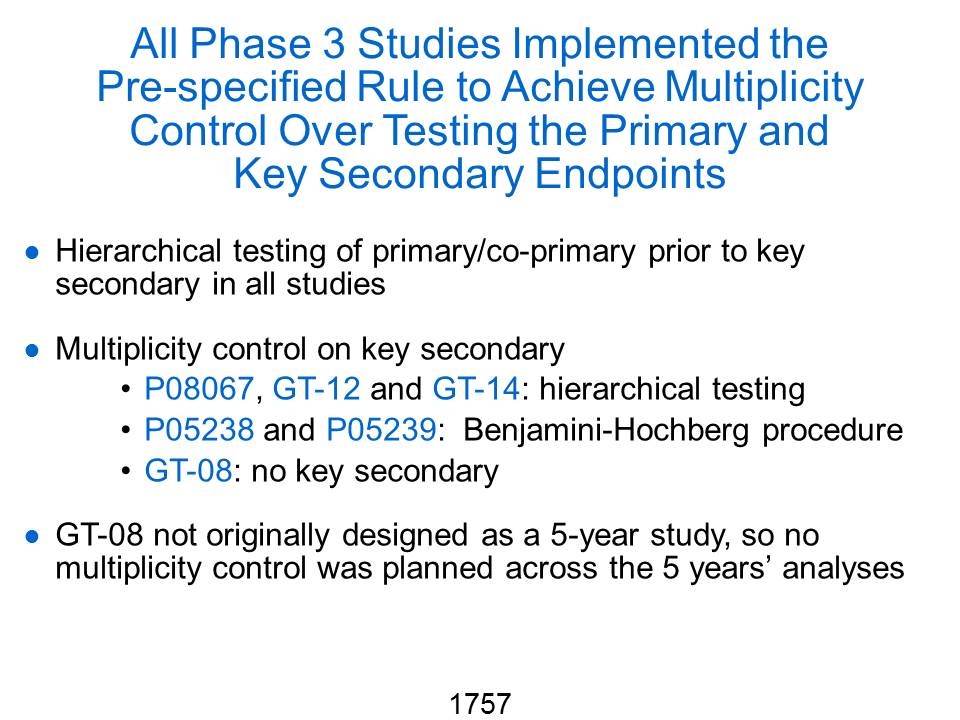 All Phase 3 Studies Implemented the
Pre-specified Rule to Achieve Multiplicity
Control Over Testing the Primary and
Key Secondary Endpoints
● Hierarchical testing of primary/co-primary prior to key
secondary in all studies
● Multiplicity control on key secondary
• P08067, GT-12 and GT-14: hierarchical testing
• P05238 and P05239: Benjamini-Hochberg procedure
• GT-08: no key secondary
● GT-08 not originally designed as a 5-year study, so no
multiplicity control was planned across the 5 years’ analyses
1757